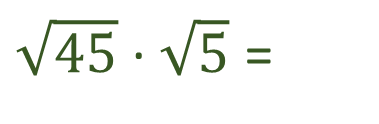 √45 · √5 =